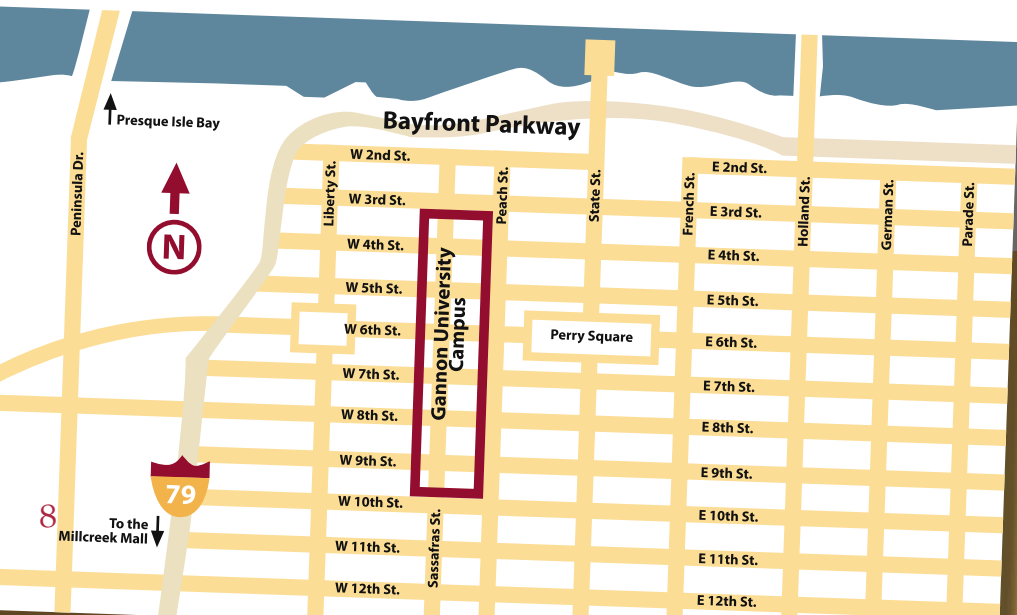 Presque Isle Bay
Bayfront Parkway
Peninsula Dr.
N
Liberty St.
Peach St.
State St.
French St.
Holland St.
German St.
Parade St.
W 2nd St.
E 2nd St.
W 3rd St.
E 3rd St.
W 4th St.
E 4th St.
W 5th St.
E 5th St.
Gannon University
Campus
W 6th St.
Perry Square
E 6th St.
W 7th St.
E 7th St.
W 8th St.
E 8th St.
W 9th St.
E 9th St.
79
W 10th St.
E 10th St.
8
To the
Millcreek Mall
Sassafras St.
W 11th St.
E 11th St.
W 12th St.
E 12th St.